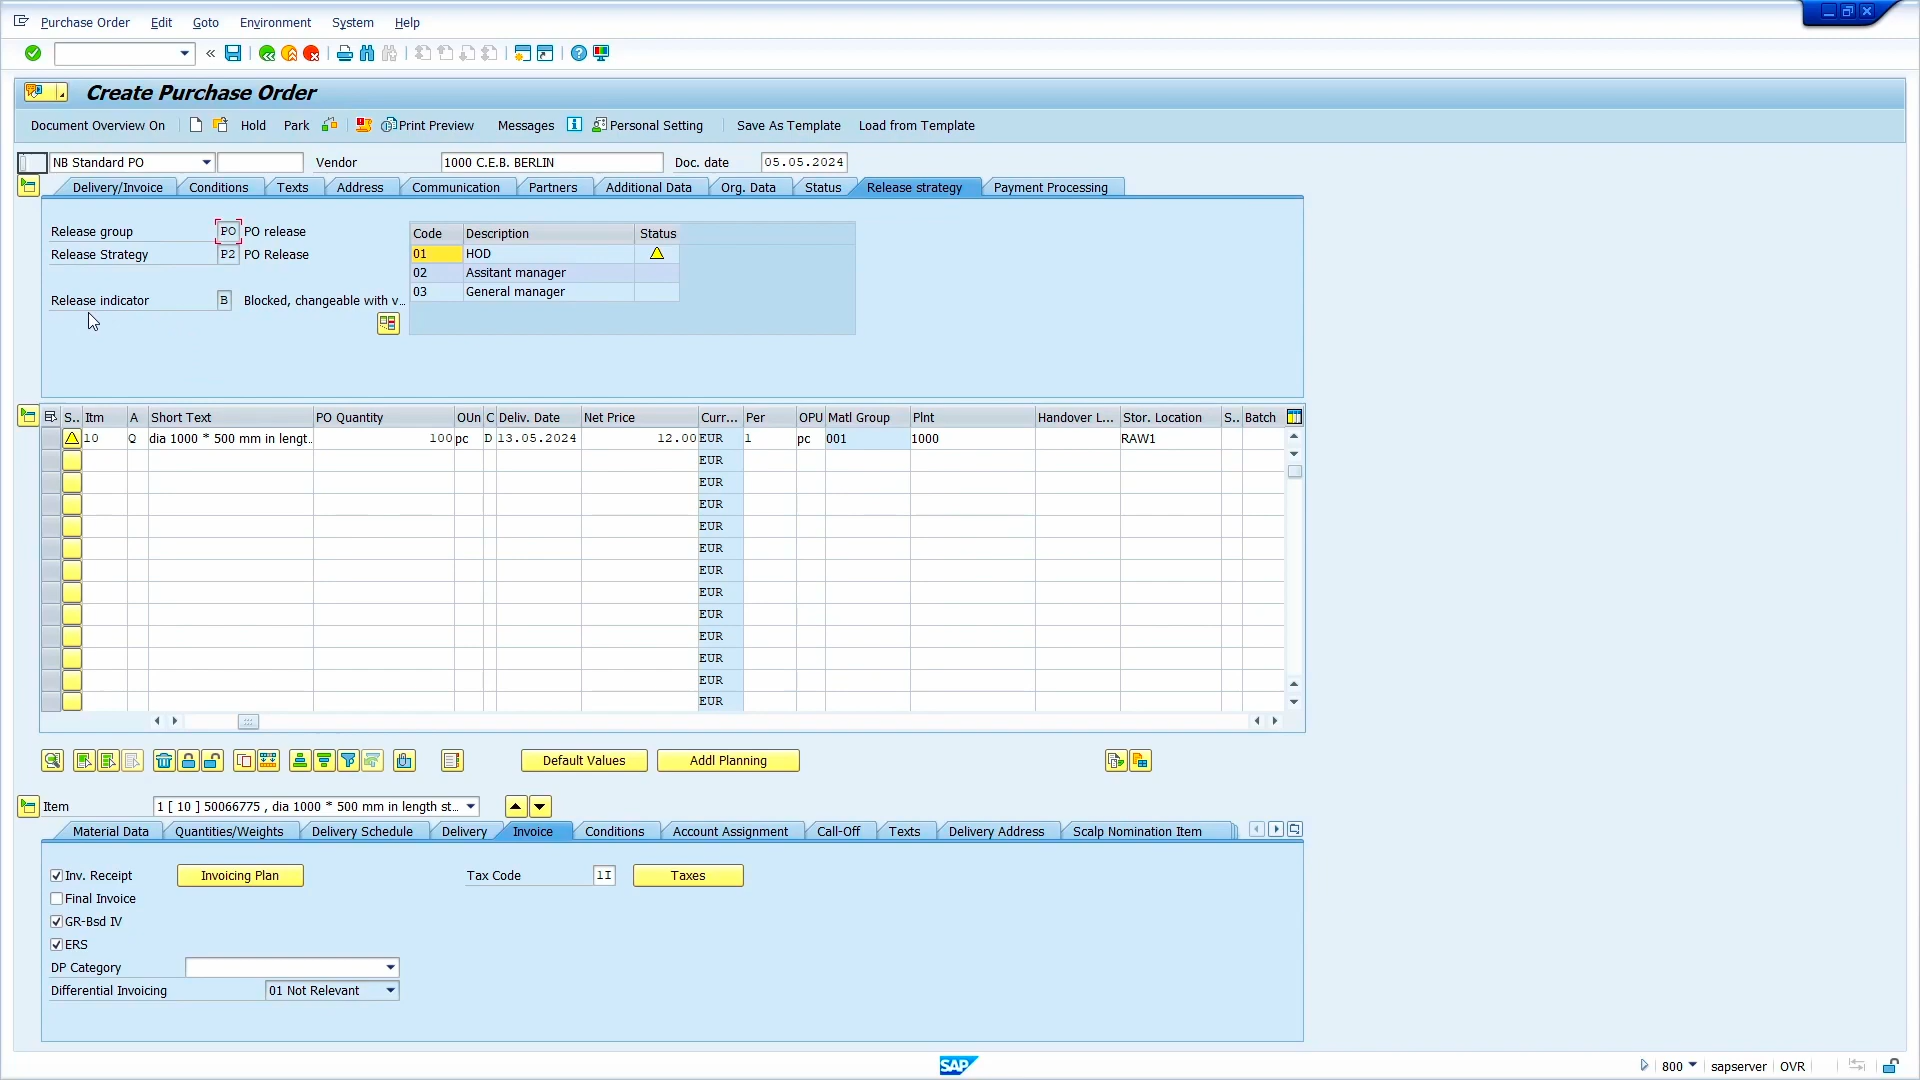 Purchase Order Edit Goto Environment System Help
Create Purchase Order
Document Overview On Hold Park Print Preview Messages Personal Setting Save As Template Load from Template
NB Standard PO Vendor 1000 C.E.B. BERLIN Doc. date 05.05.2024
Delivery/Invoice Conditions Texts Address Communication Partners Additional Data Org. Data Status Release strategy Payment Processing
Release group PO PO release
Release Strategy P2 PO Release
Release indicator B Blocked, changeable with v...
Code Description Status
01 HOD
02 Assitant manager
03 General manager
S.. Itm A Short Text PO Quantity OUn C Deliv. Date Net Price Curr... Per OPU Matl Group Plnt Handover L... Stor. Location S.. Batch
10 Q dia 1000 * 500 mm in lengt.. 100 pc D 13.05.2024 12.00 EUR 1 pc 001 1000 RAW1
EUR
EUR
EUR
EUR
EUR
EUR
EUR
EUR
EUR
EUR
EUR
EUR
Default Values Addl Planning
Item 1 [ 10 ] 50066775 , dia 1000 * 500 mm in length st...
Material Data Quantities/Weights Delivery Schedule Delivery Invoice Conditions Account Assignment Call-Off Texts Delivery Address Scalp Nomination Item
Inv. Receipt Invoicing Plan Tax Code 1I Taxes
Final Invoice
GR-Bsd IV
ERS
DP Category
Differential Invoicing 01 Not Relevant
SAP 800 sapserver OVR